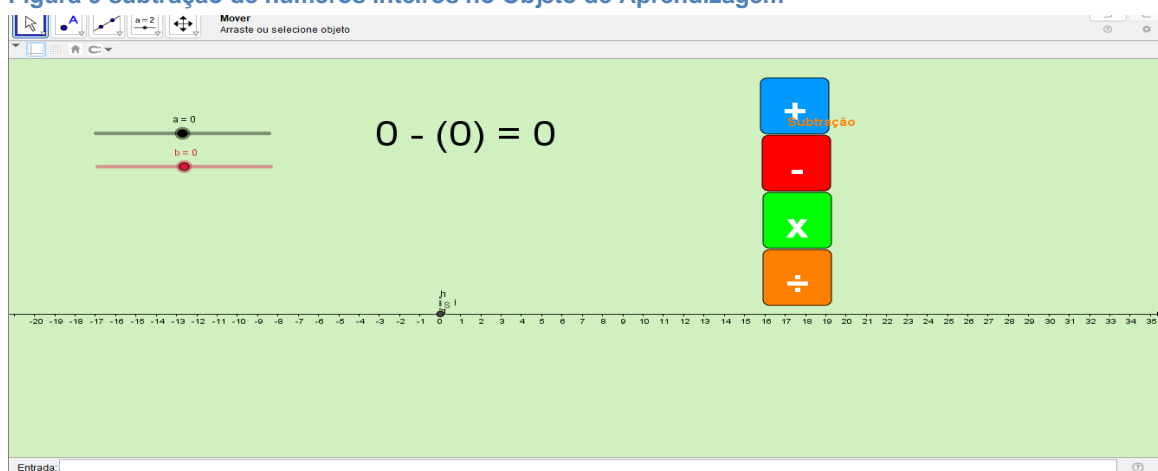 Figura 9 subtração de números inteiros no Objeto de Aprendizagem
Mover
Arraste ou selecione objeto
A
a = 2
a = 0
b = 0
0 - (0) = 0
+
Subtração
-
x
÷
h
S i
-20 -19 -18 -17 -16 -15 -14 -13 -12 -11 -10 -9 -8 -7 -6 -5 -4 -3 -2 -1 0 1 2 3 4 5 6 7 8 9 10 11 12 13 14 15 16 17 18 19 20 21 22 23 24 25 26 27 28 29 30 31 32 33 34 35
Entrada: